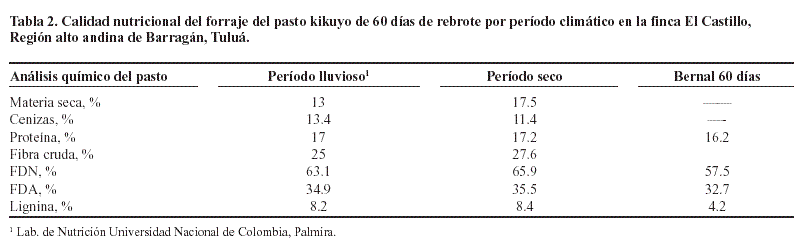 Tabla 2. Calidad nutricional del forraje del pasto kikuyo de 60 días de rebrote por período climático en la finca El Castillo,
Región alto andina de Barragán, Tuluá.
Análisis químico del pasto Período lluvioso¹ Período seco Bernal 60 días
Materia seca, % 13 17.5 ———
Cenizas, % 13.4 11.4 ——
Proteína, % 17 17.2 16.2
Fibra cruda, % 25 27.6
FDN, % 63.1 65.9 57.5
FDA, % 34.9 35.5 32.7
Lignina, % 8.2 8.4 4.2
¹ Lab. de Nutrición Universidad Nacional de Colombia, Palmira.